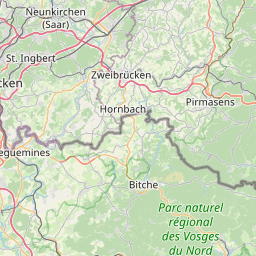 Neunkirchen
(Saar)
St. Ingbert
Zweibrücken
Hornbach
Pirmasens
Bitche
Parc naturel
régional
des Vosges
du Nord